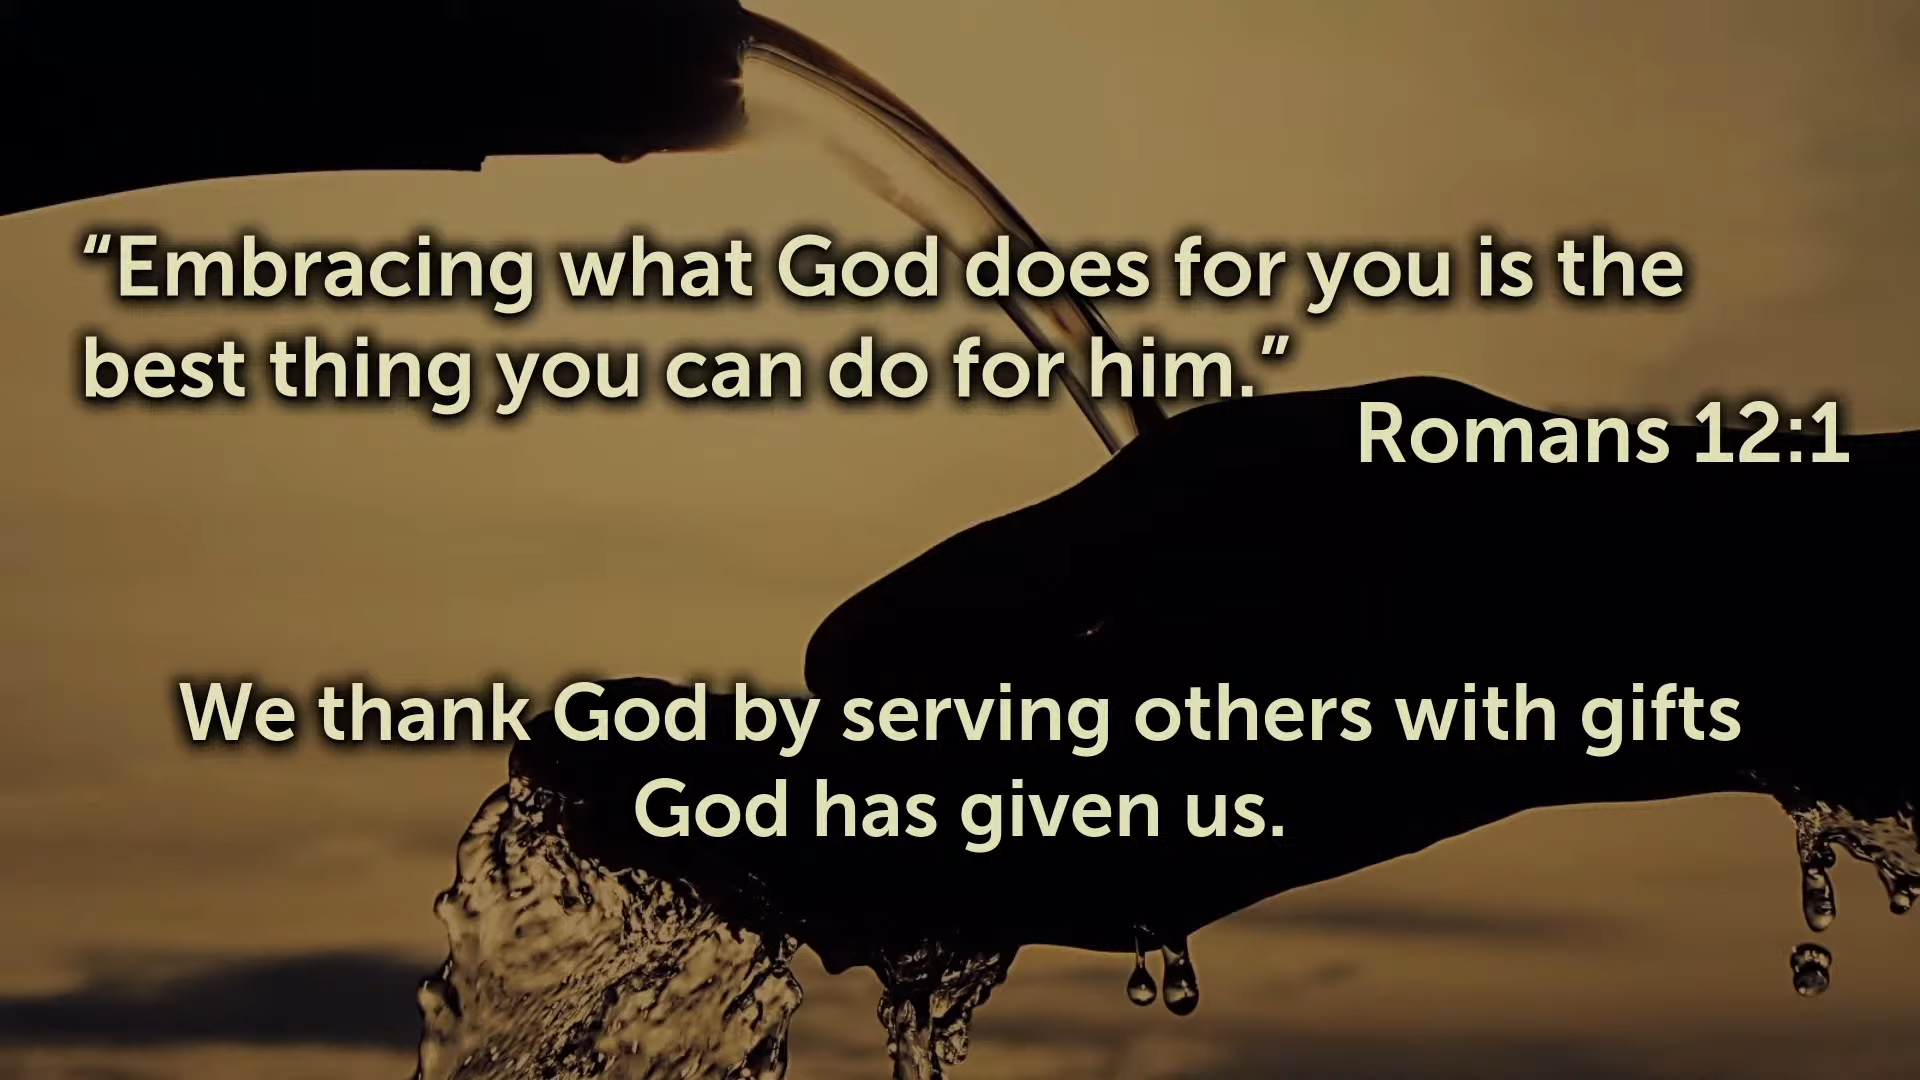 “Embracing what God does for you is the
best thing you can do for him.”
Romans 12:1
We thank God by serving others with gifts
God has given us.